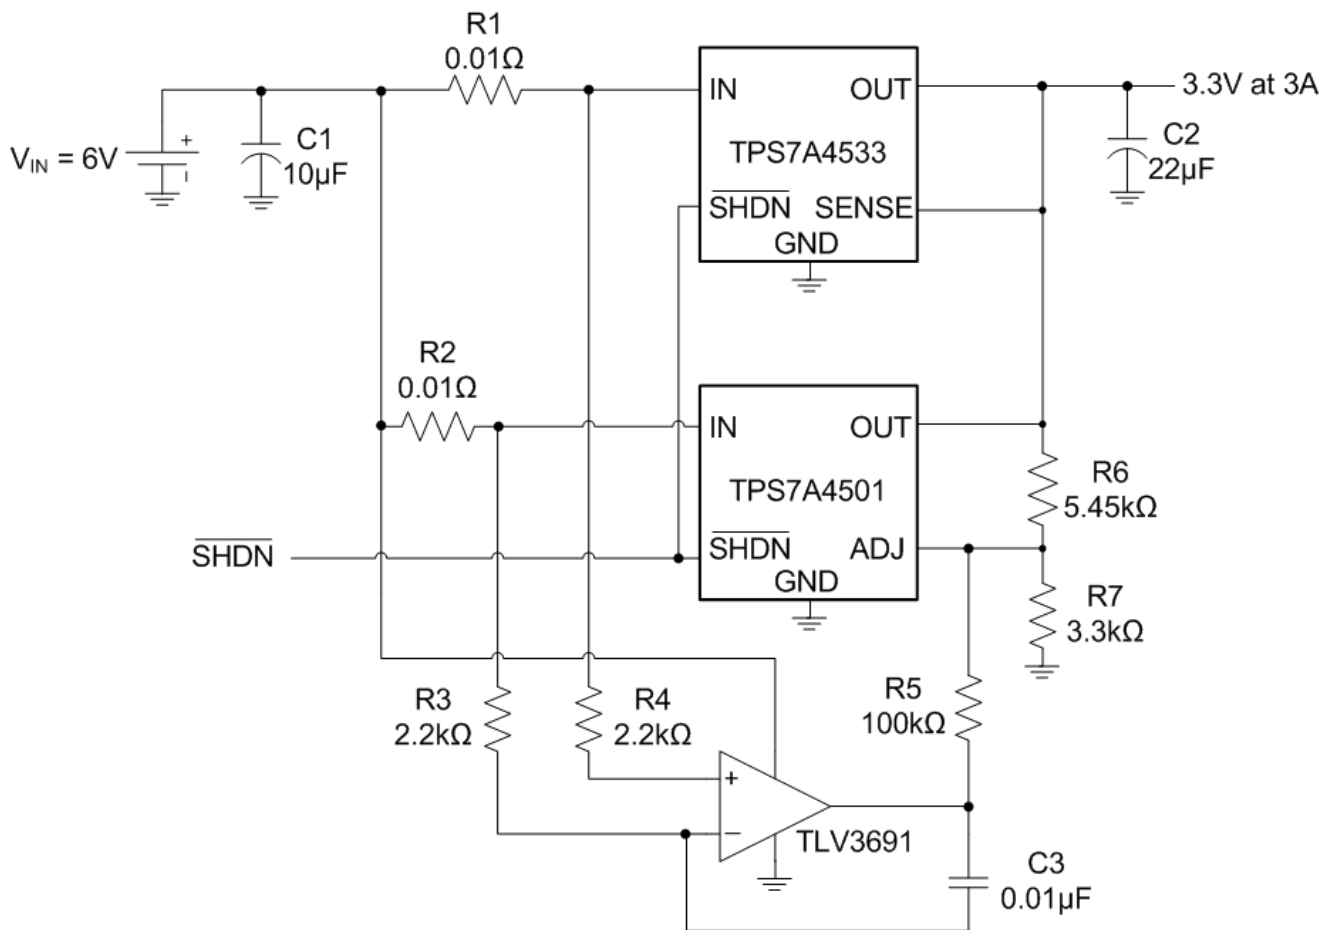 R1
0.01Ω
IN
OUT
3.3V at 3A
+
C1
10µF
VIN = 6V
TPS7A4533
C2
22µF
SHDN
SENSE
GND
R2
0.01Ω
IN
OUT
TPS7A4501
R6
5.45kΩ
SHDN
SHDN
ADJ
GND
R7
3.3kΩ
R3
2.2kΩ
R4
2.2kΩ
R5
100kΩ
+
−
TLV3691
C3
0.01µF